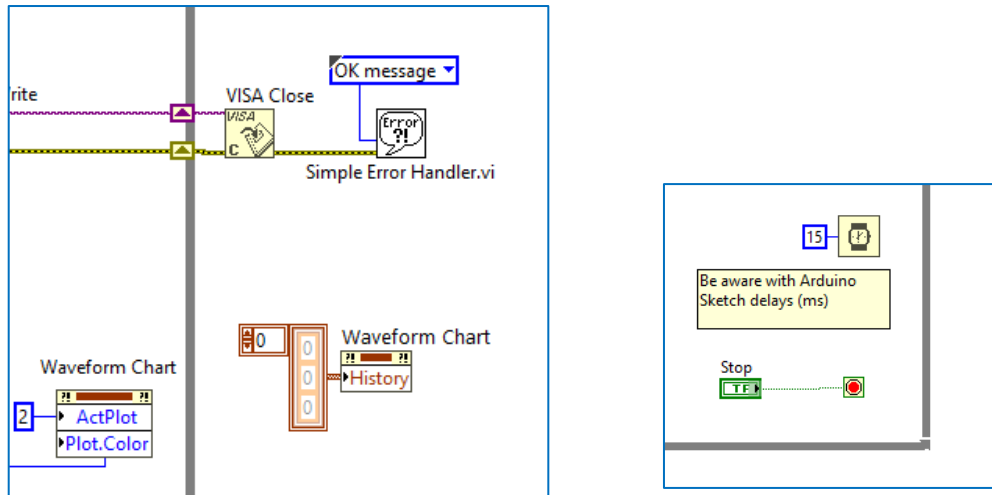 OK message
rite
VISA Close
VISA
C
Error
?!
Simple Error Handler.vi
0
0
0
0
Waveform Chart
?! ?!
History
Waveform Chart
?! ?!
2
ActPlot
Plot.Color
15
Be aware with Arduino
Sketch delays (ms)
Stop
TF